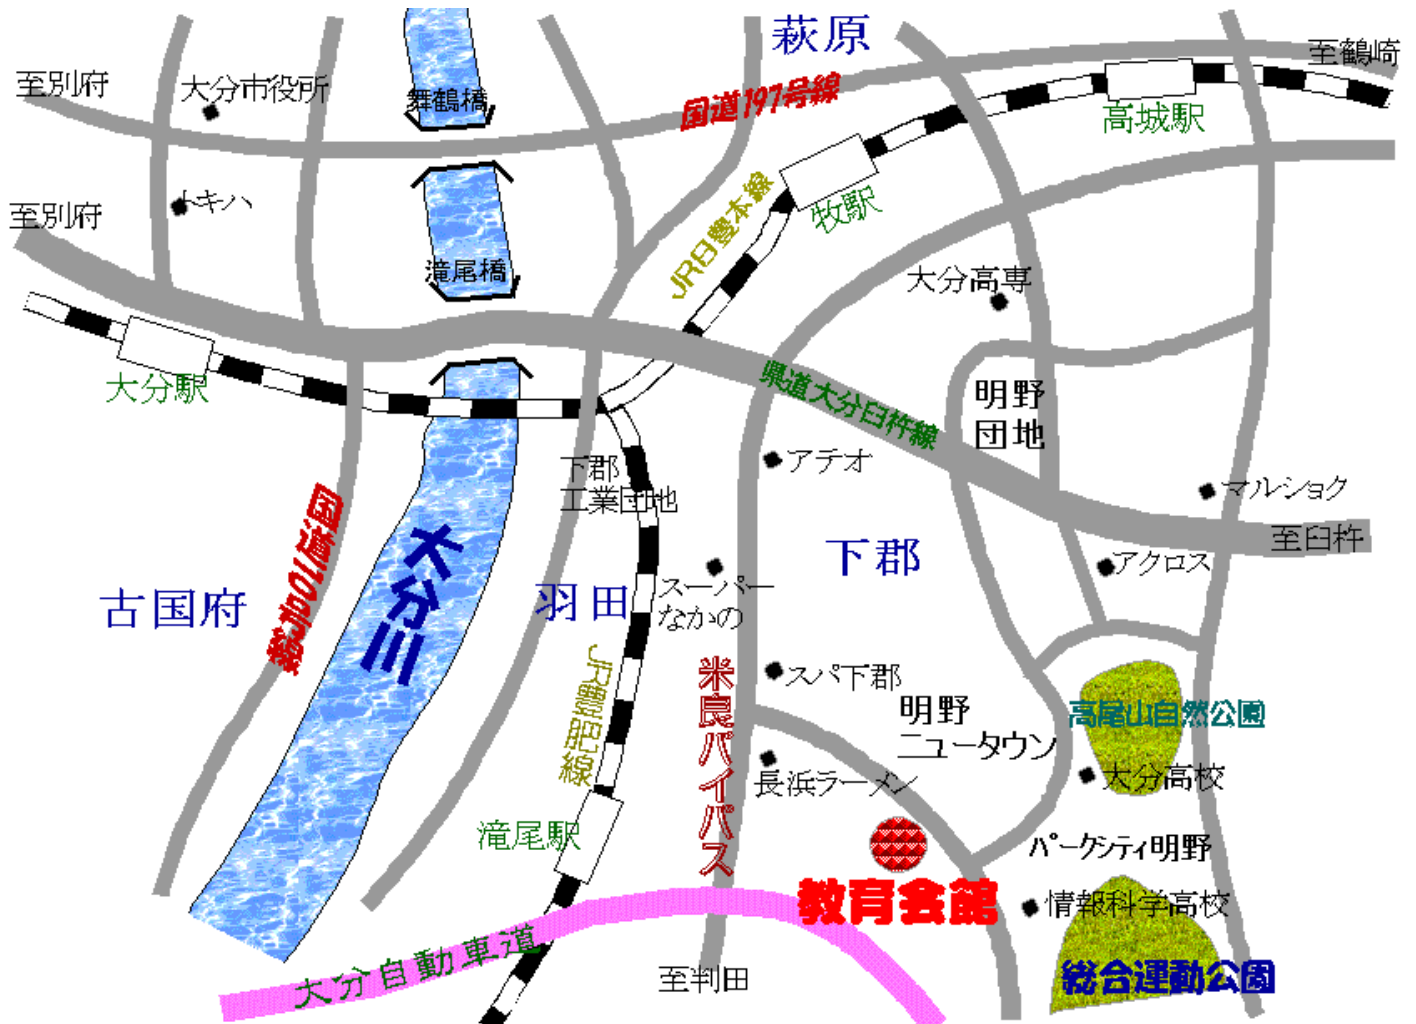 萩原
至鶴崎
至別府
大分市役所
舞鶴橋
国道197号線
高城駅
トキハ
至別府
牧駅
JR日豊本線
滝尾橋
大分高専
大分駅
県道大分臼杵線
明野
団地
アテオ
下郡
工業団地
マルショク
国道10号線
大分川
至臼杵
下郡
アクロス
古国府
羽田
スーパー
なかの
JR豊肥線
米良バイパス
スパ下郡
明野
ニュータウン
高尾山自然公園
長浜ラーメン
大分高校
滝尾駅
パークシティ明野
教育会館
情報科学高校
大分自動車道
至判田
総合運動公園